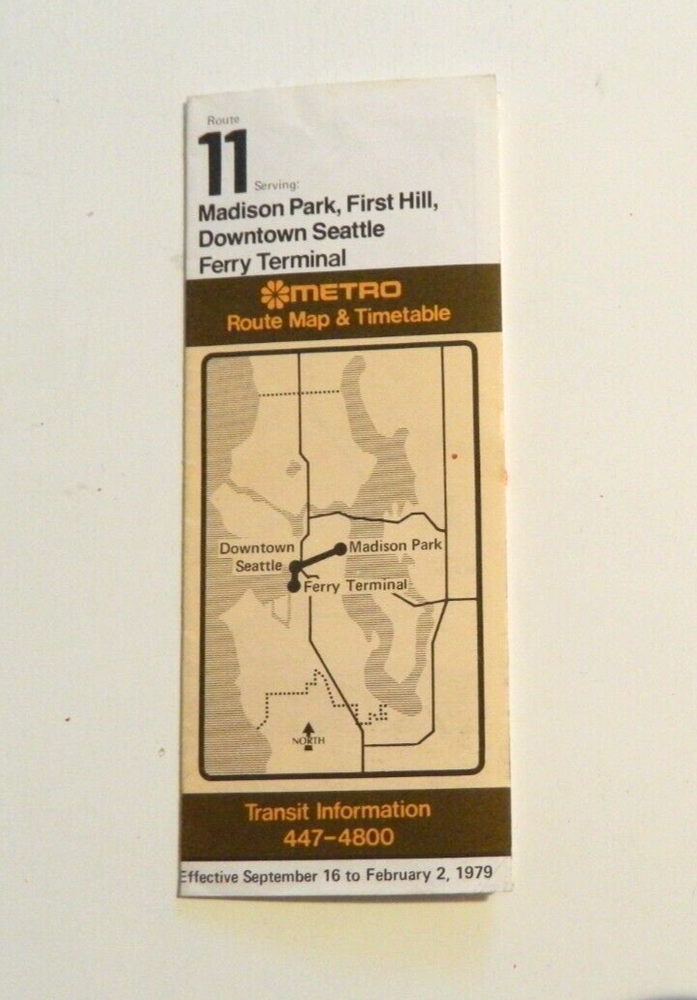 Route
11
Serving:
Madison Park, First Hill,
Downtown Seattle
Ferry Terminal
METRO
Route Map & Timetable
Downtown
Seattle
Madison Park
Ferry Terminal
NORTH
Transit Information
447-4800
Effective September 16 to February 2, 1979